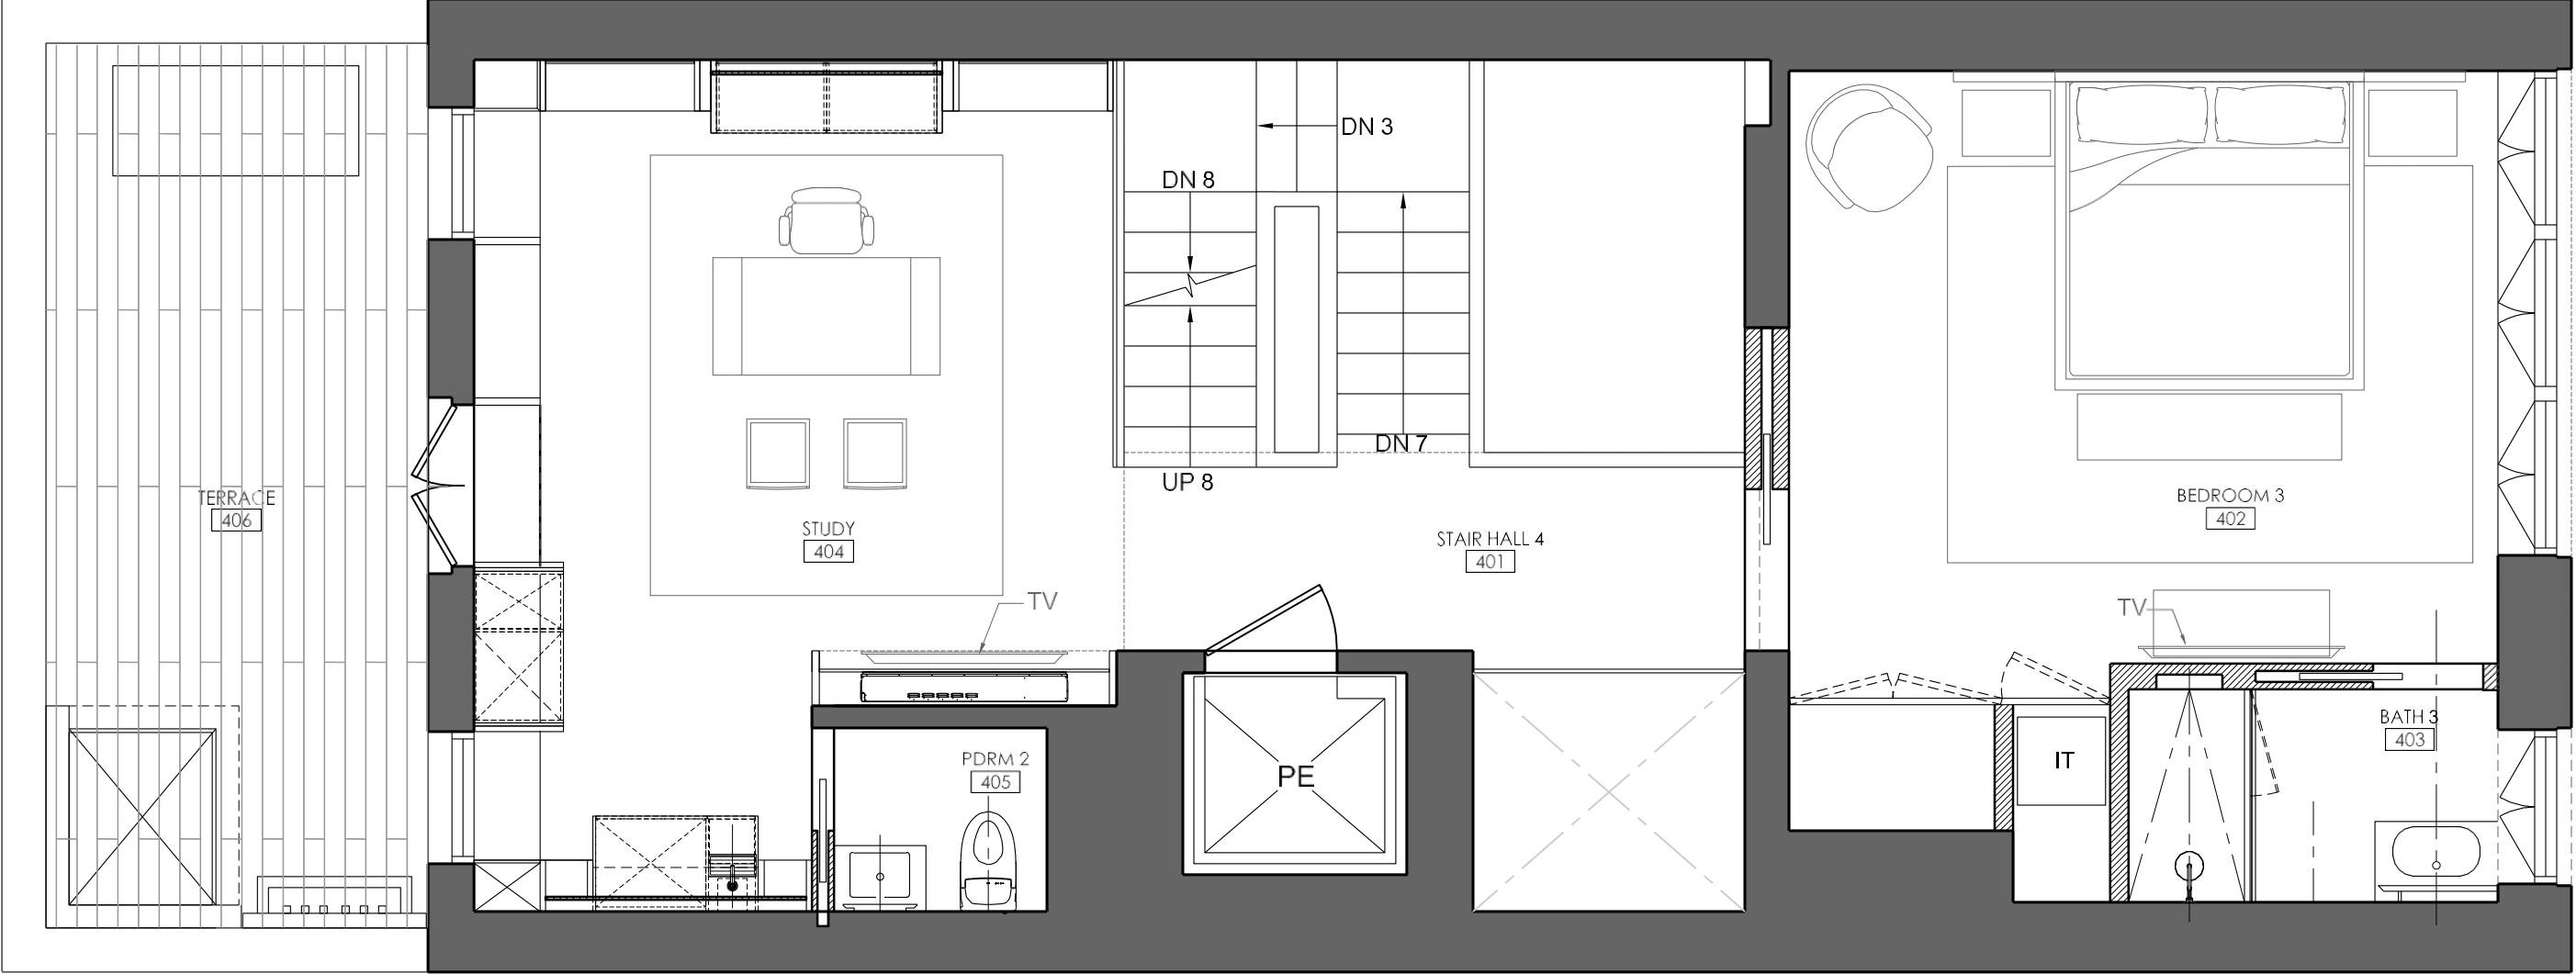 DN 3
DN 8
DN 7
UP 8
TERRACE
406
STUDY
404
STAIR HALL 4
401
BEDROOM 3
402
TV
TV
PDRM 2
405
PE
IT
BATH 3
403